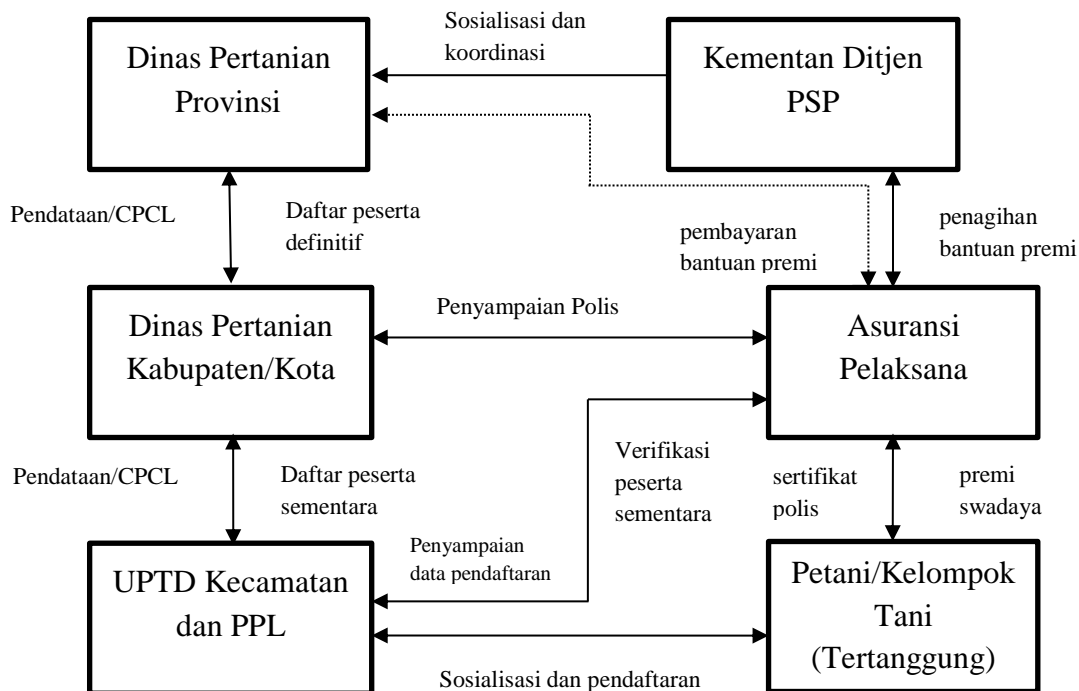 Sosialisasi dan
koordinasi
Dinas Pertanian
Provinsi
Kementan Ditjen
PSP
Pendataan/CPCL
Daftar peserta
definitif
pembayaran
bantuan premi
penagihan
bantuan premi
Dinas Pertanian
Kabupaten/Kota
Penyampaian Polis
Asuransi
Pelaksana
Pendataan/CPCL
Daftar peserta
sementara
Verifikasi
peserta
sementara
sertifikat
polis
premi
swadaya
UPTD Kecamatan
dan PPL
Penyampaian
data pendaftaran
Petani/Kelompok
Tani
(Tertanggung)
Sosialisasi dan pendaftaran